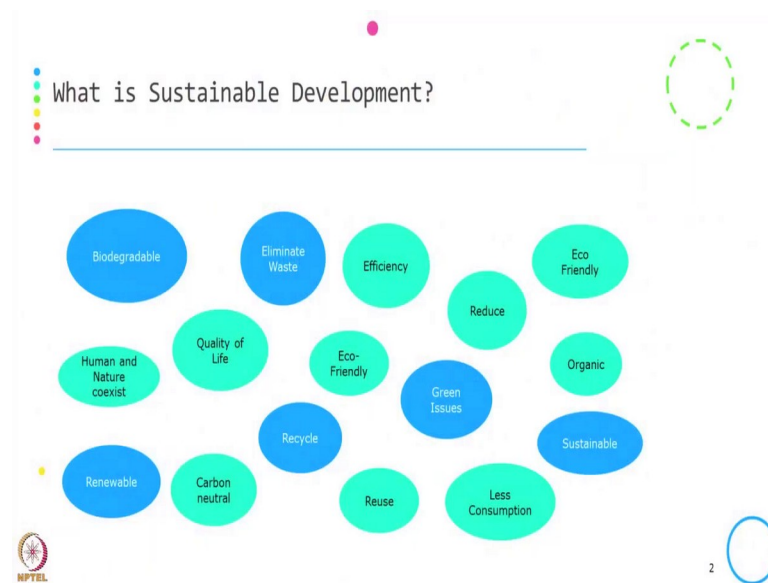 What is Sustainable Development?
Biodegradable
Eliminate
Waste
Efficiency
Eco
Friendly
Reduce
Quality of
Life
Human and
Nature
coexist
Eco-
Friendly
Organic
Green
Issues
Recycle
Sustainable
Renewable
Carbon
neutral
Reuse
Less
Consumption
NPTEL
2